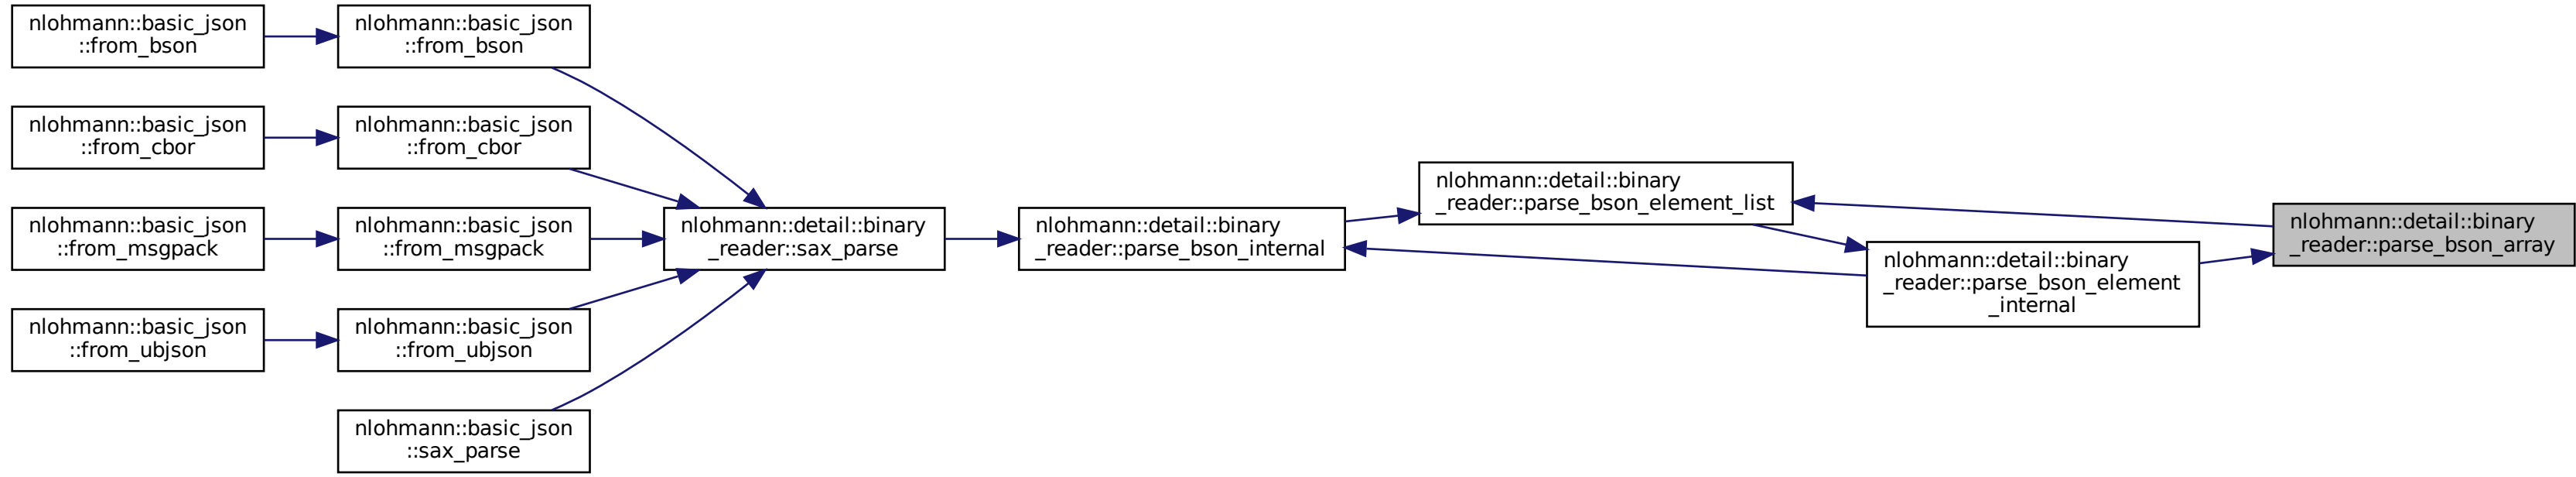 nlohmann::basic_json
::from_bson
nlohmann::basic_json
::from_cbor
nlohmann::basic_json
::from_msgpack
nlohmann::basic_json
::from_ubjson
nlohmann::basic_json
::from_bson
nlohmann::basic_json
::from_cbor
nlohmann::basic_json
::from_msgpack
nlohmann::basic_json
::from_ubjson
nlohmann::basic_json
::sax_parse
nlohmann::detail::binary
_reader::sax_parse
nlohmann::detail::binary
_reader::parse_bson_internal
nlohmann::detail::binary
_reader::parse_bson_element_list
nlohmann::detail::binary
_reader::parse_bson_element
_internal
nlohmann::detail::binary
_reader::parse_bson_array